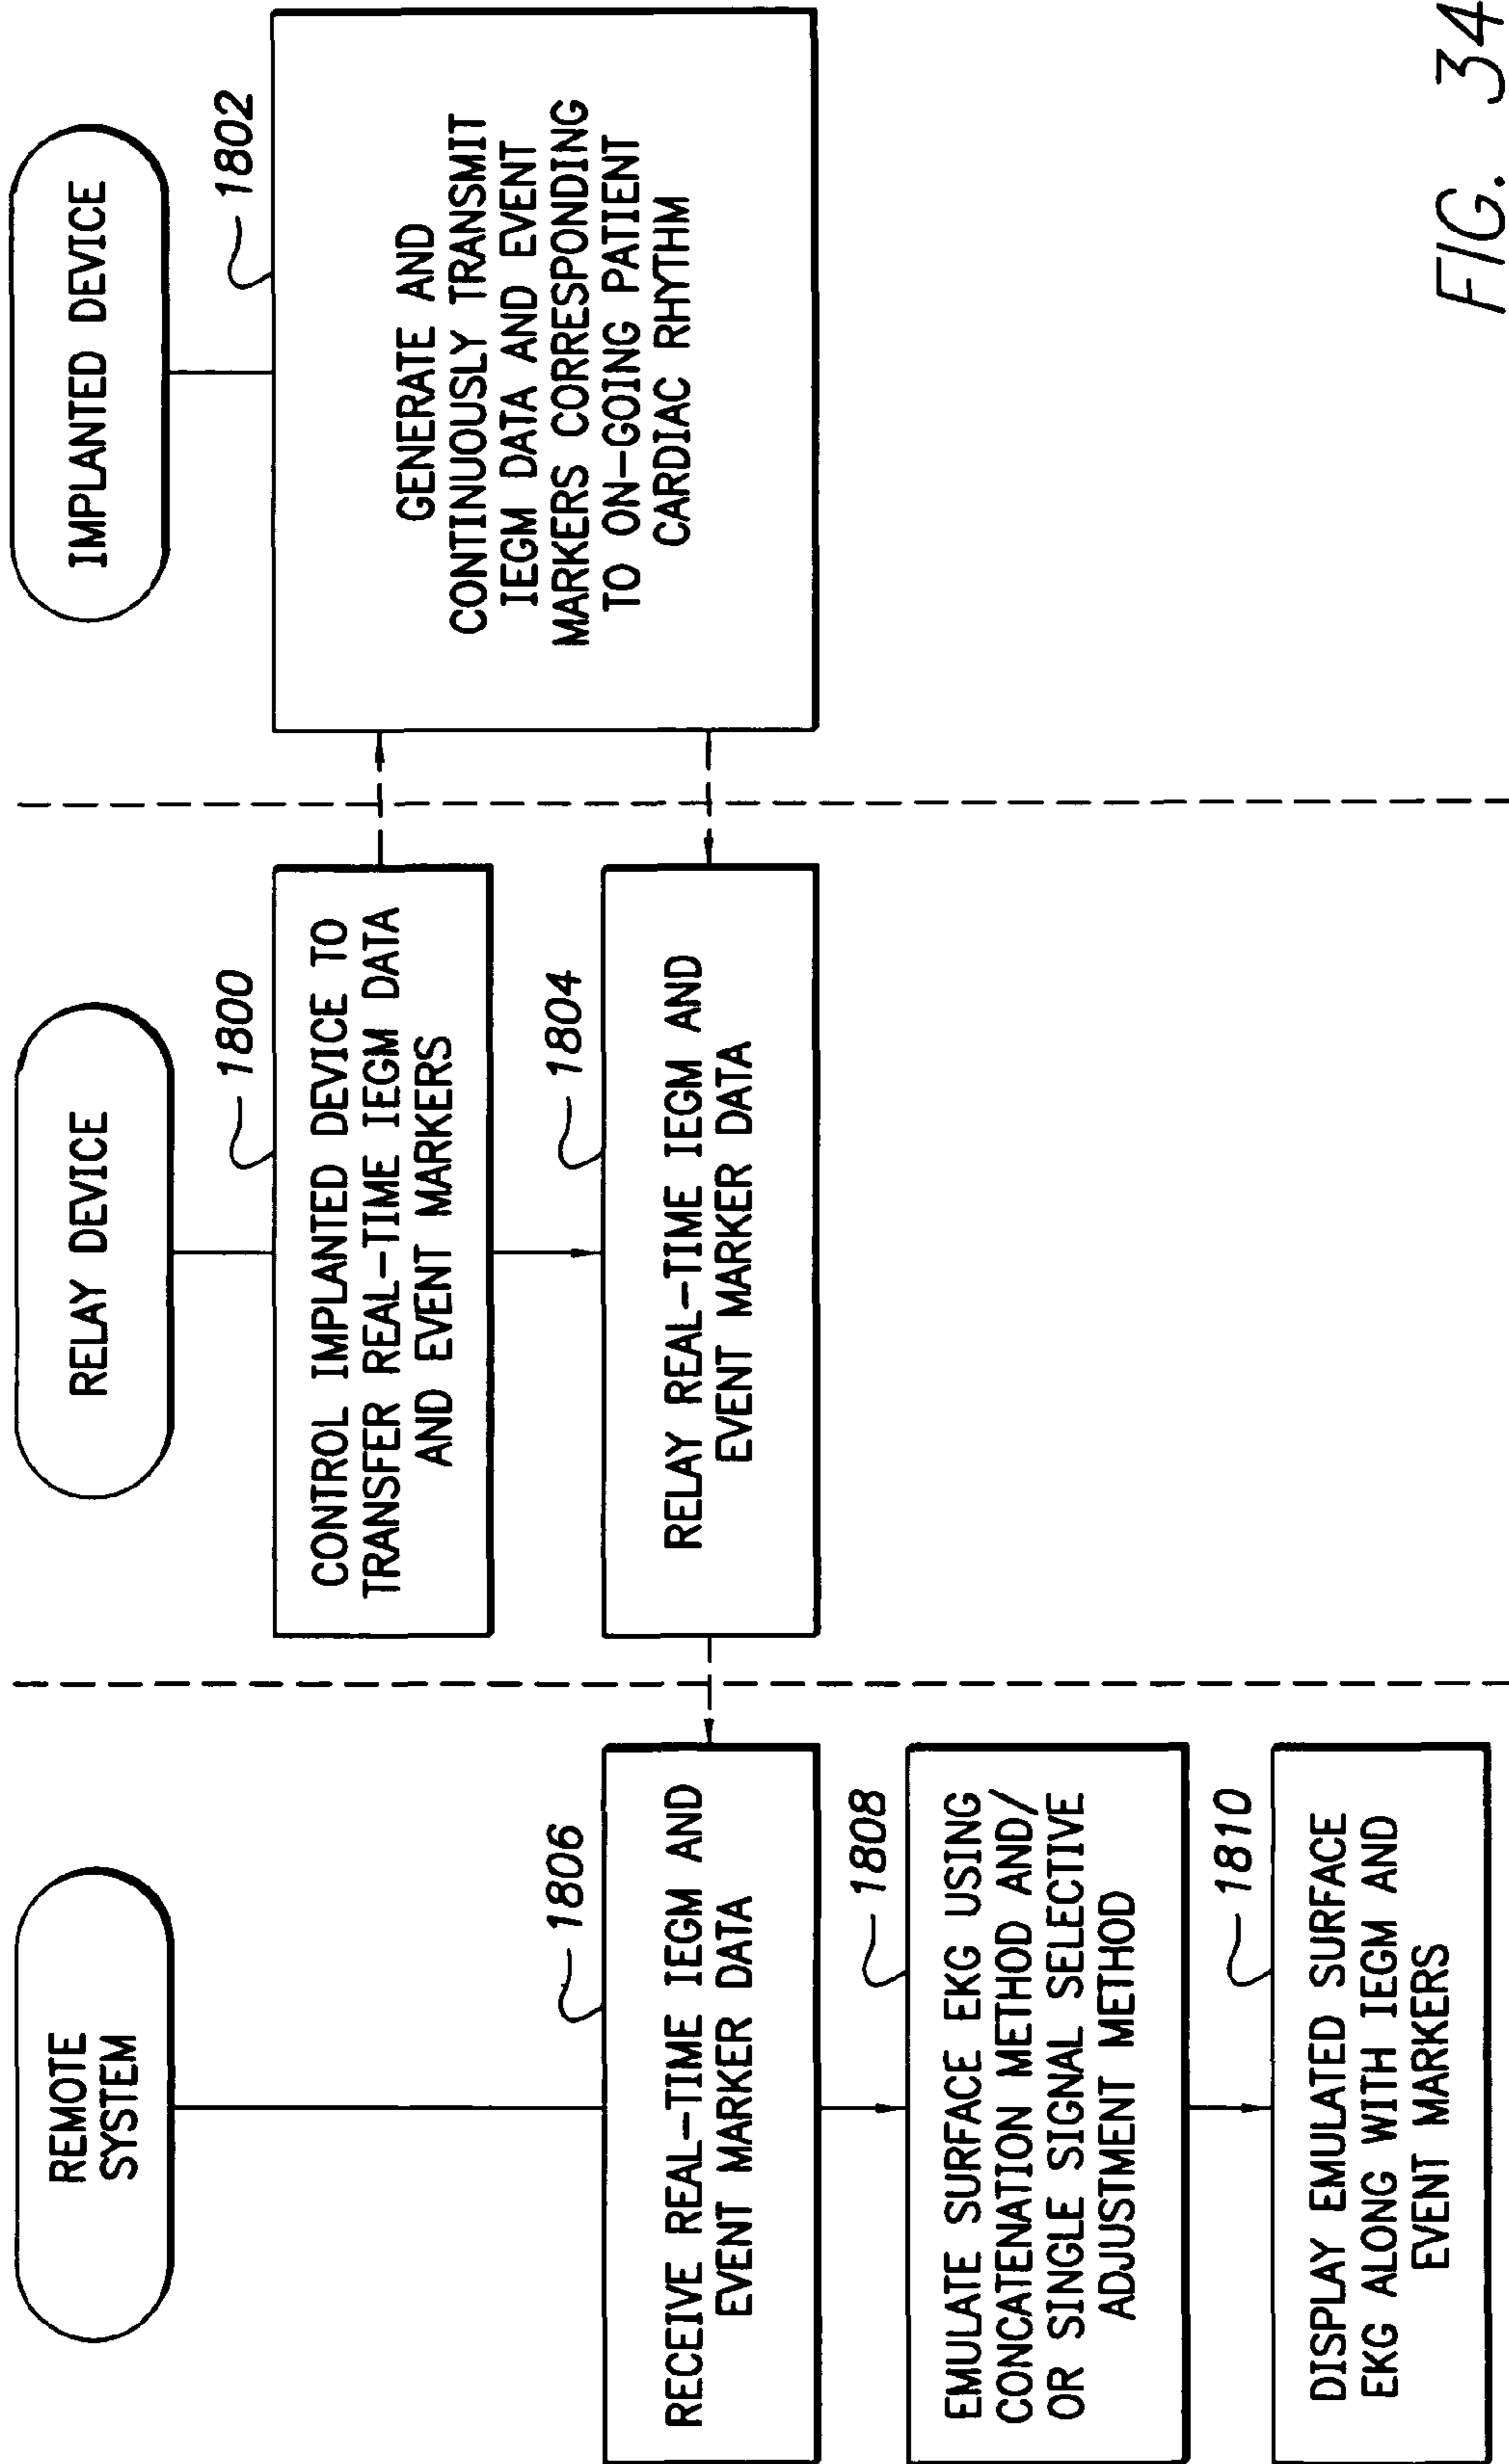 REMOTE
SYSTEM
1806
RECEIVE REAL-TIME IEGM AND
EVENT MARKER DATA
1808
EMULATE SURFACE EKG USING
CONCATENATION METHOD AND/
OR SINGLE SIGNAL SELECTIVE
ADJUSTMENT METHOD
1810
DISPLAY EMULATED SURFACE
EKG ALONG WITH IEGM AND
EVENT MARKERS
RELAY DEVICE
1800
CONTROL IMPLANTED DEVICE TO
TRANSFER REAL-TIME IEGM DATA
AND EVENT MARKERS
1804
RELAY REAL-TIME IEGM AND
EVENT MARKER DATA
IMPLANTED DEVICE
1802
GENERATE AND
CONTINUOUSLY TRANSMIT
IEGM DATA AND EVENT
MARKERS CORRESPONDING
TO ON-GOING PATIENT
CARDIAC RHYTHM
FIG. 34